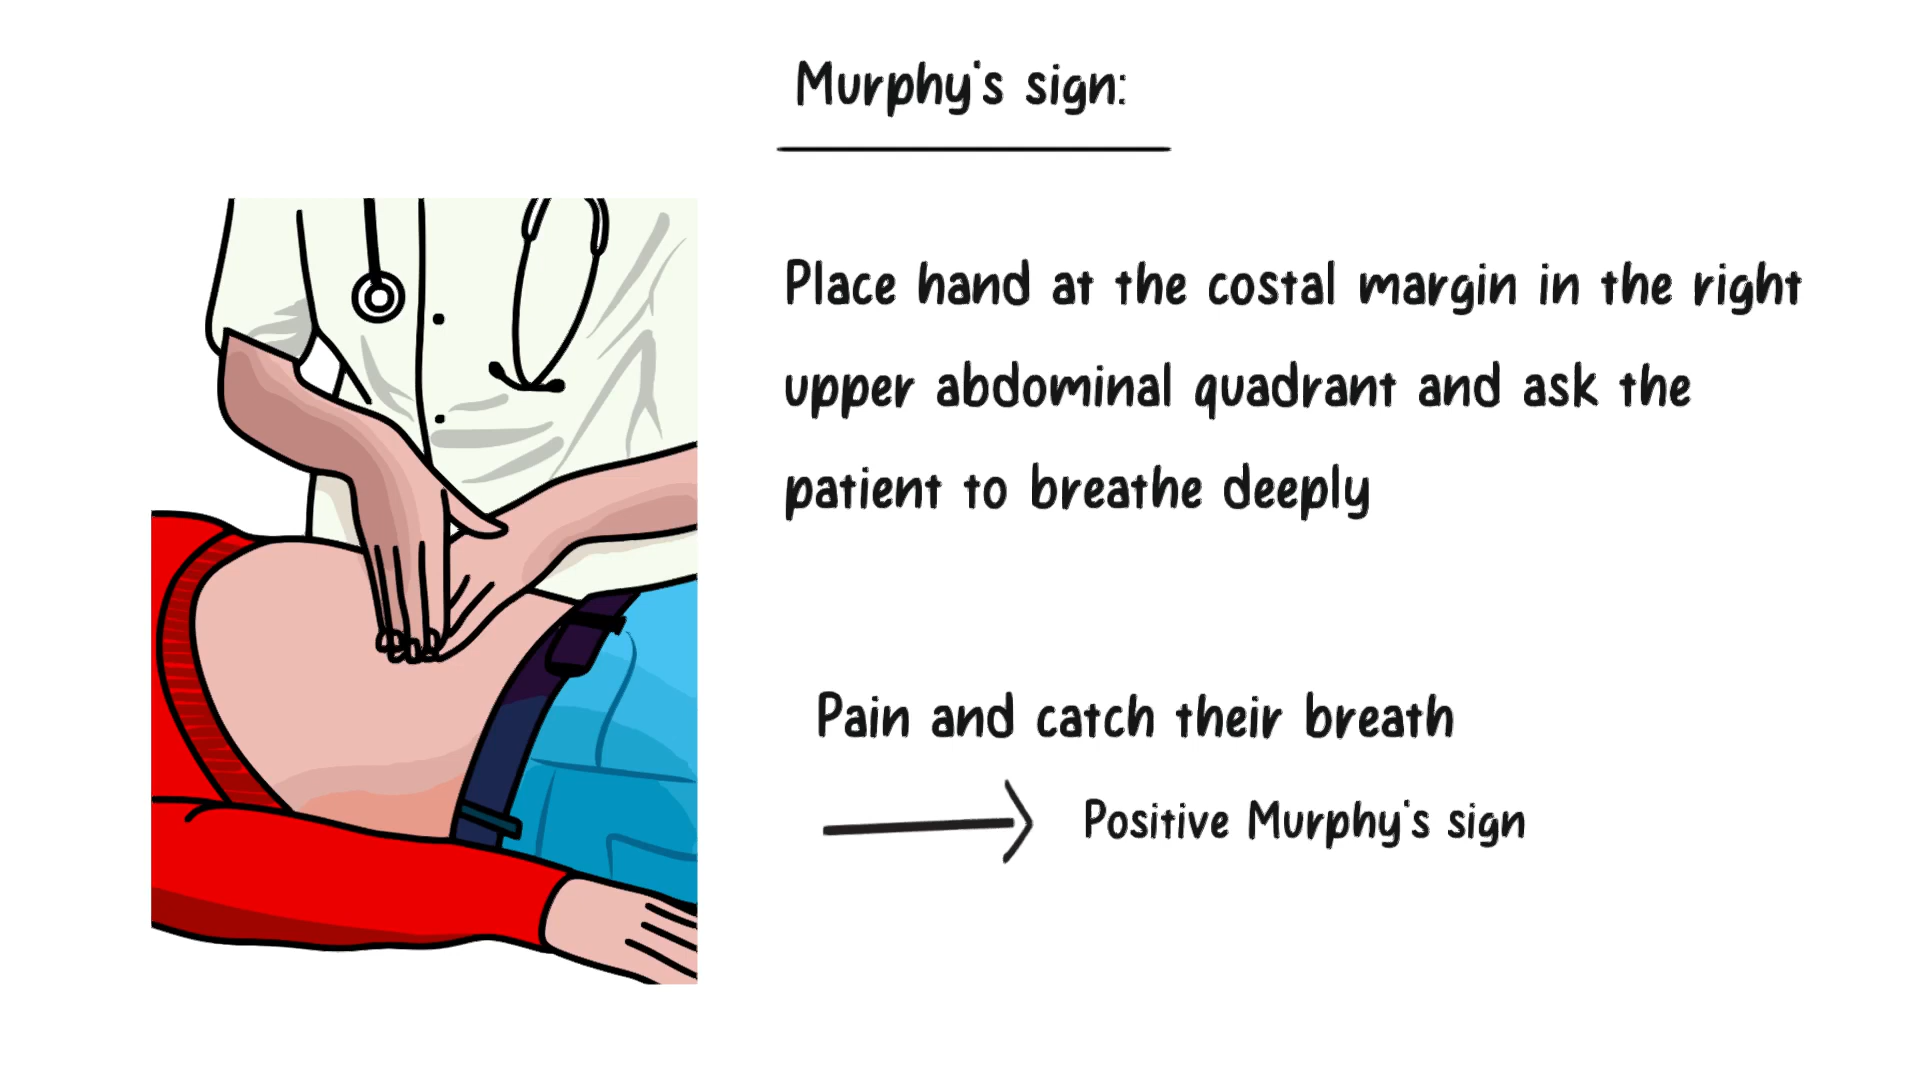 Murphy's sign:
Place hand at the costal margin in the right
upper abdominal quadrant and ask the
patient to breathe deeply
Pain and catch their breath
Positive Murphy's sign